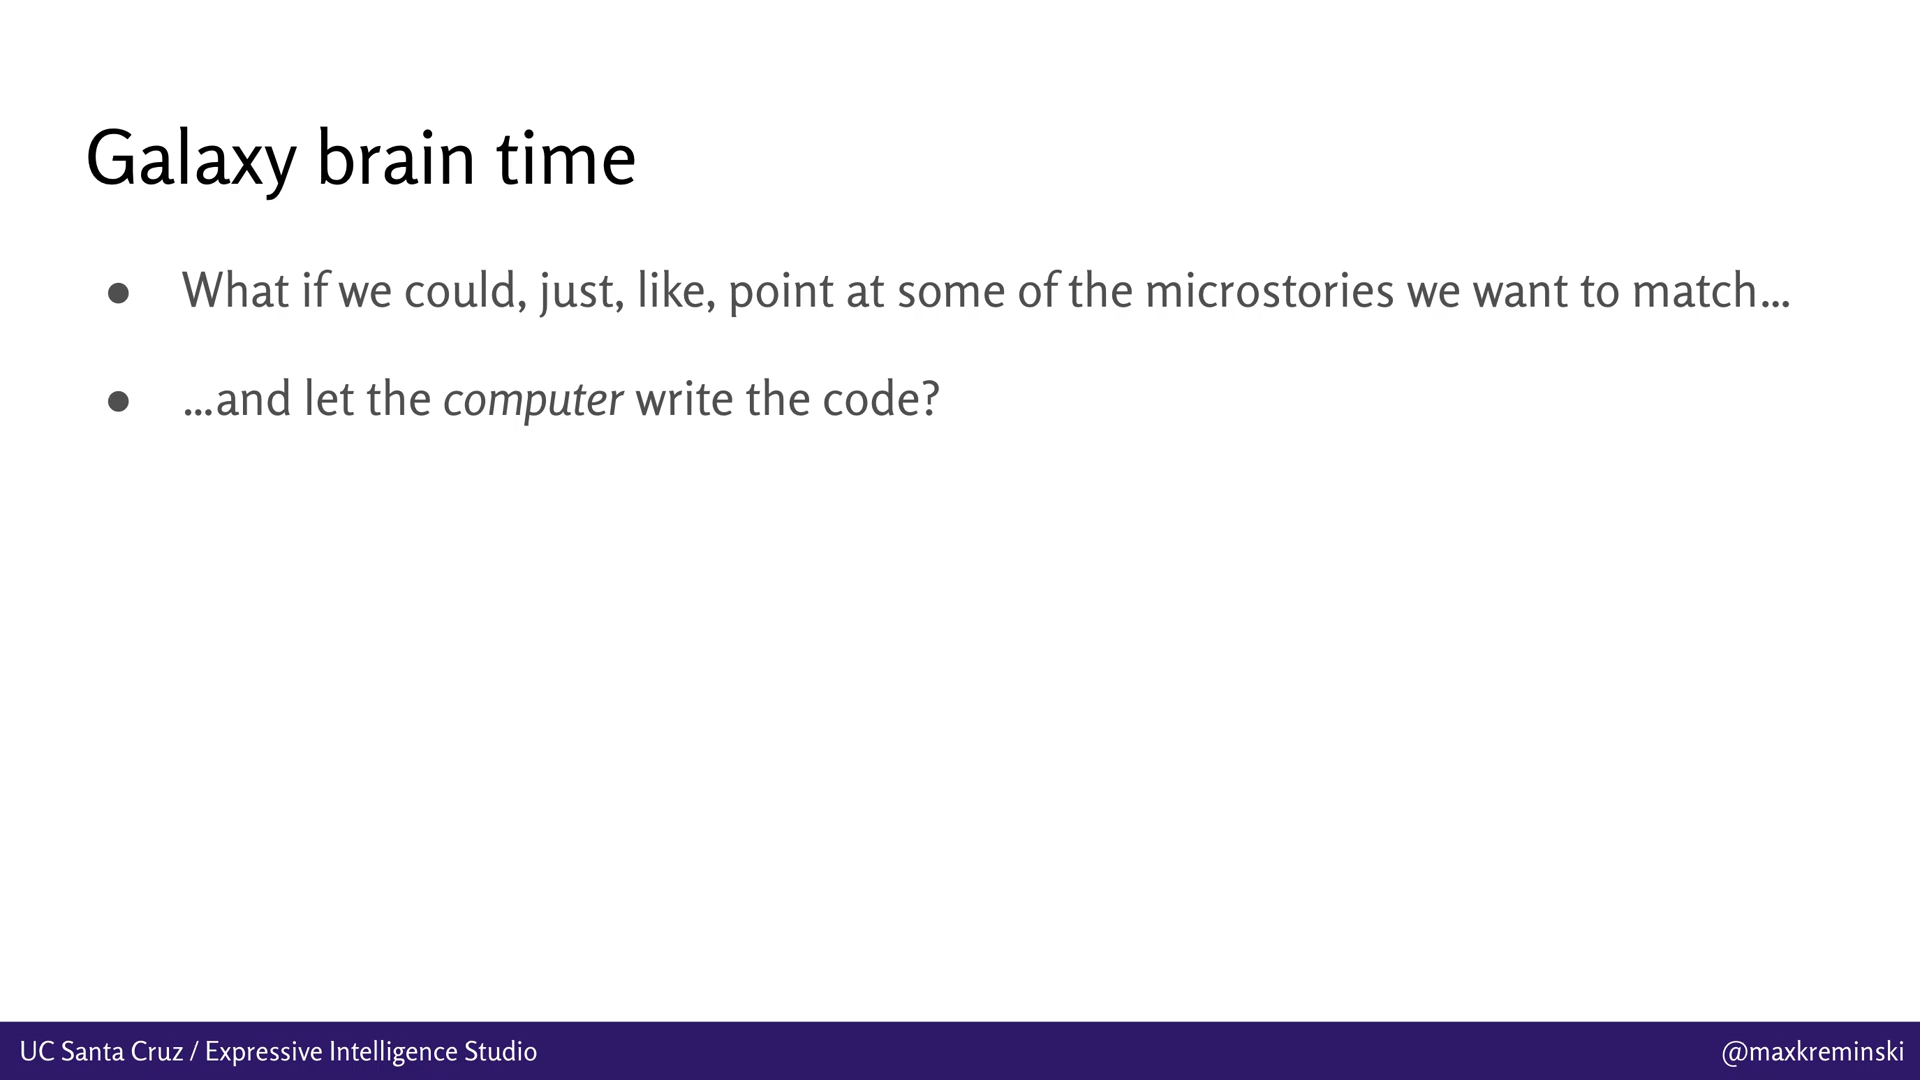 Galaxy brain time
● What if we could, just, like, point at some of the microstories we want to match…
● …and let the computer write the code?
UC Santa Cruz / Expressive Intelligence Studio
@maxkreminski